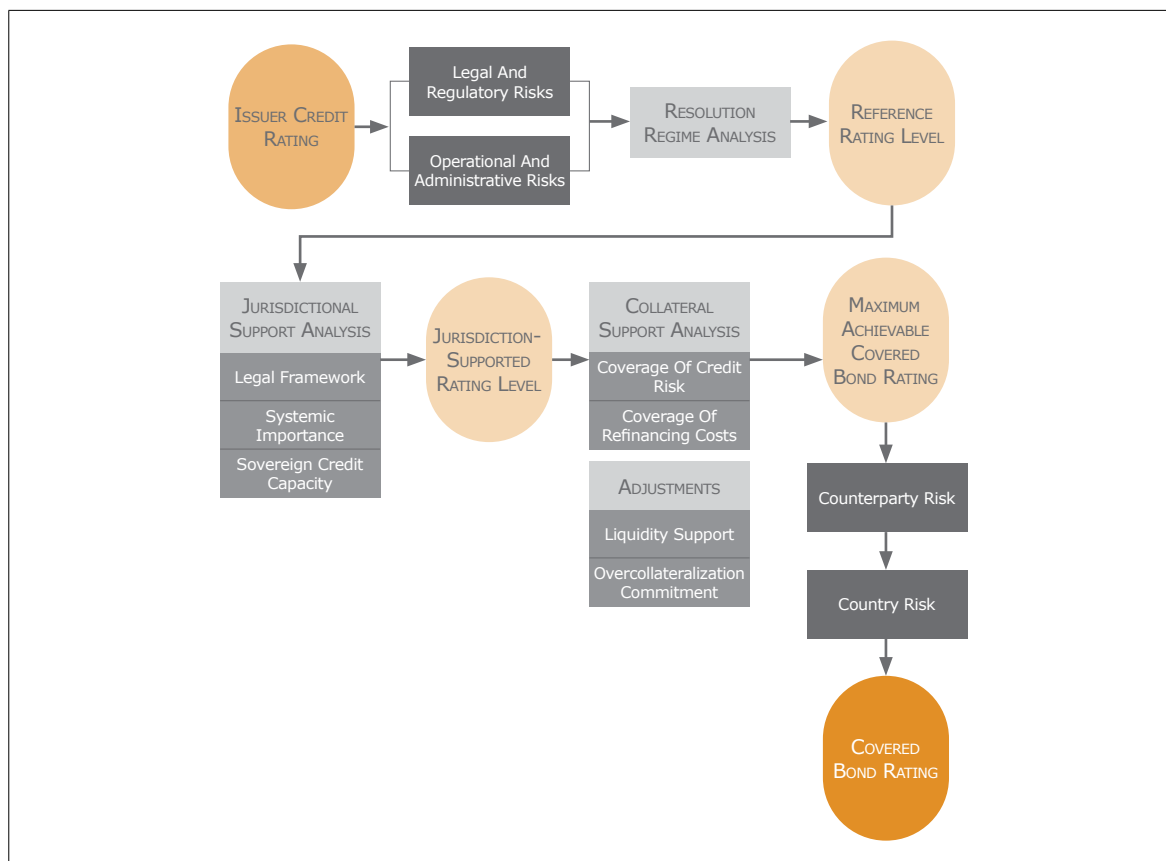 Issuer Credit
Rating
Legal And
Regulatory Risks
Operational And
Administrative Risks
Resolution
Regime Analysis
Reference
Rating Level
Jurisdictional
Support Analysis
Legal Framework
Systemic
Importance
Sovereign Credit
Capacity
Jurisdiction-
Supported
Rating Level
Collateral
Support Analysis
Coverage Of Credit
Risk
Coverage Of
Refinancing Costs
Adjustments
Liquidity Support
Overcollateralization
Commitment
Maximum
Achievable
Covered
Bond Rating
Counterparty Risk
Country Risk
Covered
Bond Rating